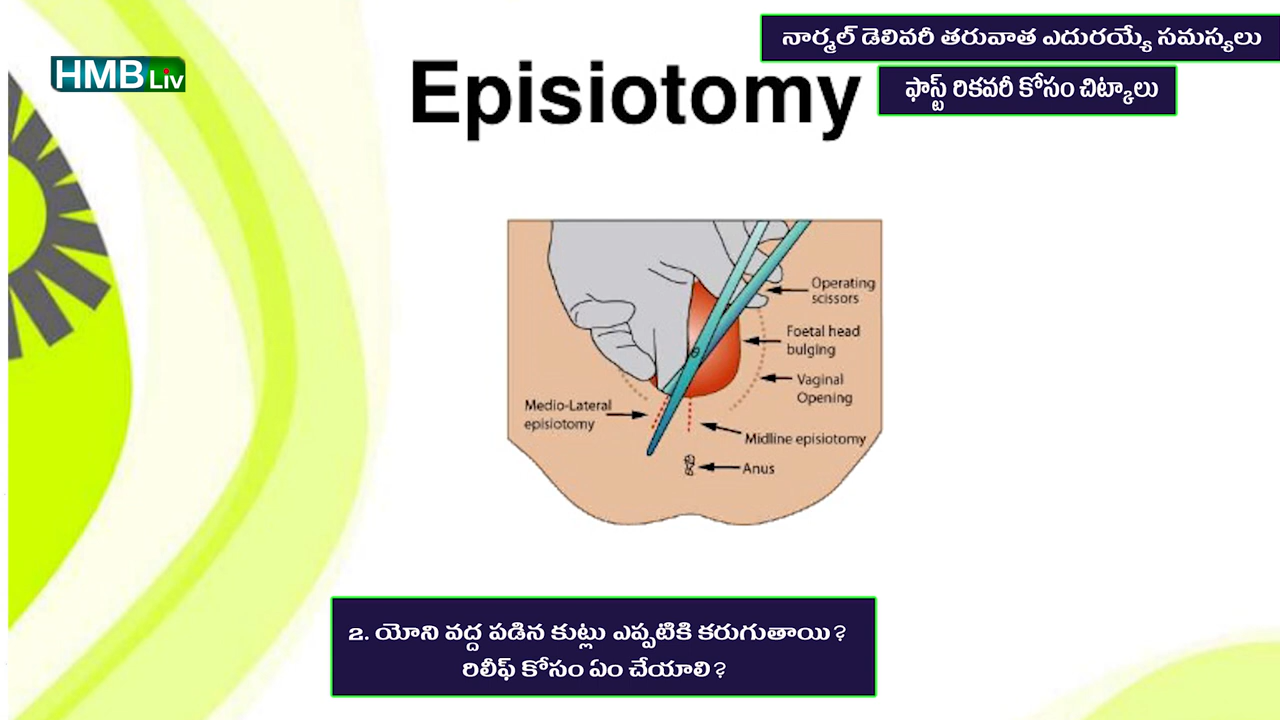 నార్మల్ డెలివరీ తరువాత ఎదురయ్యే సమస్యలు
ఫాస్ట్ రికవరీ కోసం చిట్కాలు
HMB Liv
Episiotomy
Operating
scissors
Foetal head
bulging
Vaginal
Opening
Medio-Lateral
episiotomy
Midline episiotomy
Anus
2. యోని వద్ద పడిన కుట్లు ఎప్పటికి కరుగుతాయి?
రిలీఫ్ కోసం ఏం చేయాలి?